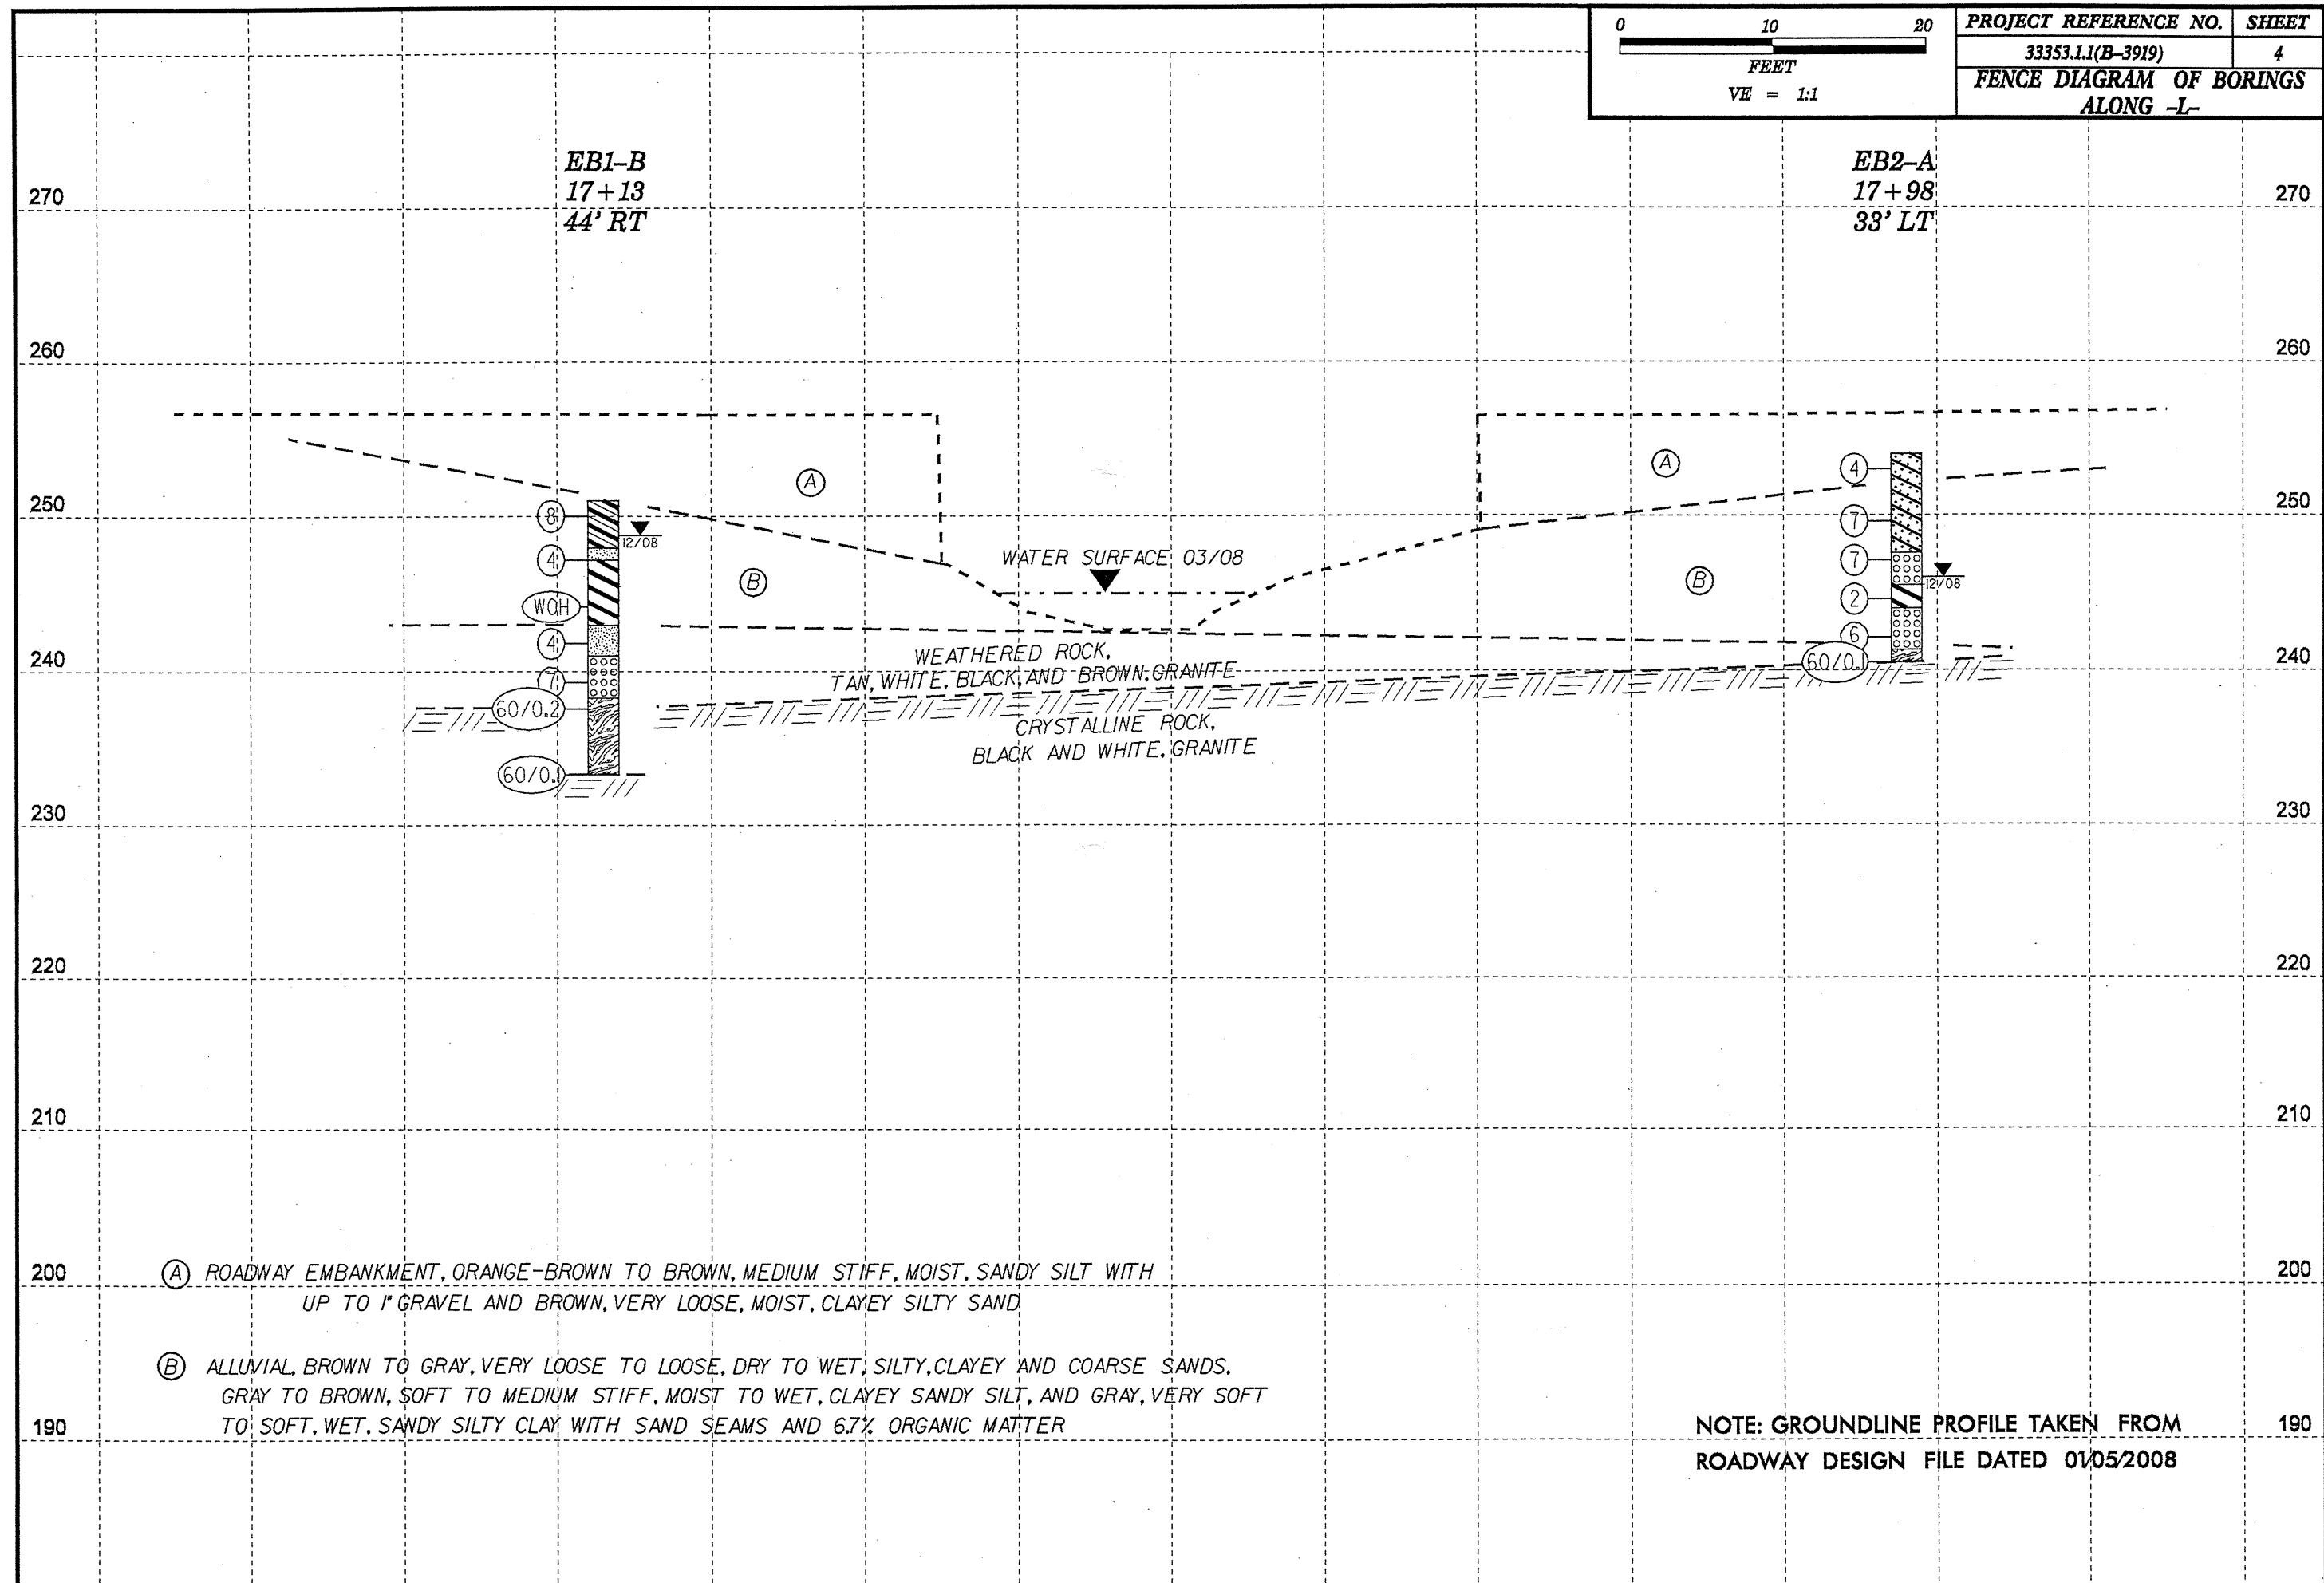 0 10 20
FEET
VE = 1:1
PROJECT REFERENCE NO. SHEET
33353.1.1(B-3919) 4
FENCE DIAGRAM OF BORINGS
ALONG -L-
EB1-B
17+13
44' RT
EB2-A
17+98
33' LT
270 270
260 260
A A
4
250 250
8
7
12/08
4
WATER SURFACE 03/08
7
B B
12/08
WOH
2
4
6
WEATHERED ROCK,
240 240
TAN, WHITE, BLACK, AND BROWN, GRANITE
60/0.1
7
60/0.2
CRYSTALLINE ROCK,
BLACK AND WHITE, GRANITE
60/0.1
230 230
220 220
210 210
200 200
A ROADWAY EMBANKMENT, ORANGE-BROWN TO BROWN, MEDIUM STIFF, MOIST, SANDY SILT WITH
UP TO 1" GRAVEL AND BROWN, VERY LOOSE, MOIST, CLAYEY SILTY SAND
B ALLUVIAL, BROWN TO GRAY, VERY LOOSE TO LOOSE, DRY TO WET, SILTY, CLAYEY AND COARSE SANDS,
GRAY TO BROWN, SOFT TO MEDIUM STIFF, MOIST TO WET, CLAYEY SANDY SILT, AND GRAY, VERY SOFT
TO SOFT, WET, SANDY SILTY CLAY WITH SAND SEAMS AND 6.7% ORGANIC MATTER
190 190
NOTE: GROUNDLINE PROFILE TAKEN FROM
ROADWAY DESIGN FILE DATED 01/05/2008